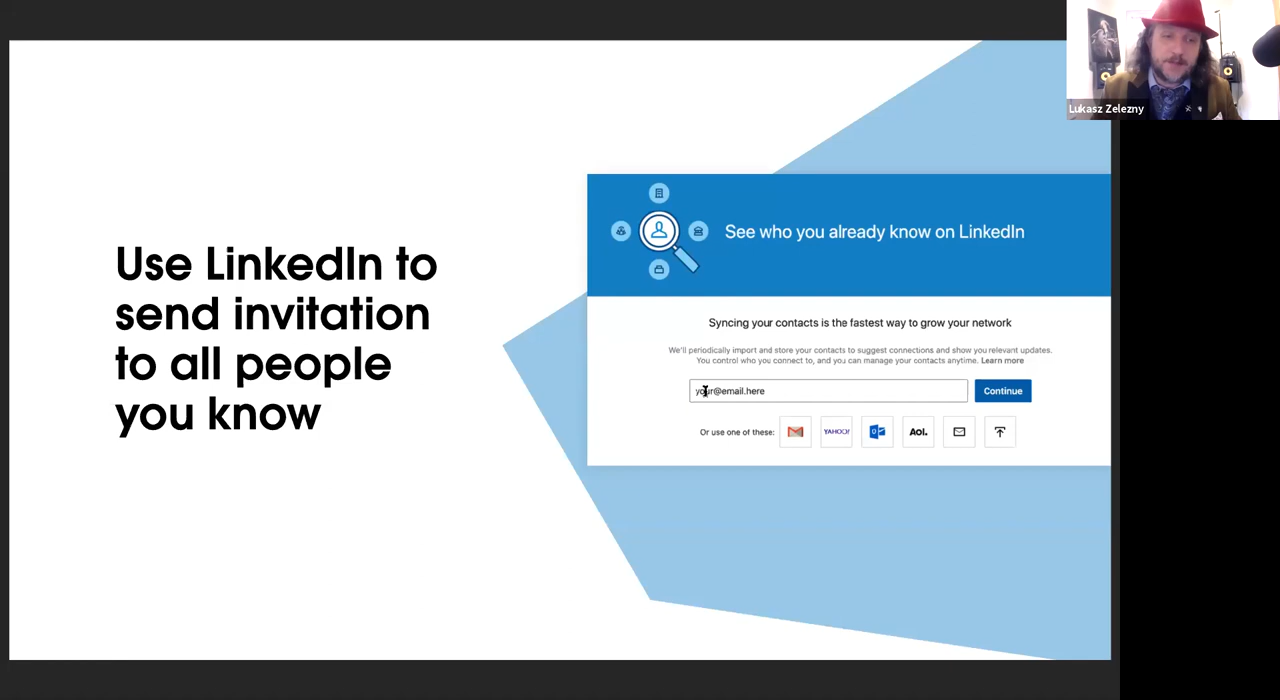 Lukasz Zelezny
Use LinkedIn to
send invitation
to all people
you know
See who you already know on LinkedIn
Syncing your contacts is the fastest way to grow your network
We'll periodically import and store your contacts to suggest connections and show you relevant updates.
You control who you connect to, and you can manage your contacts anytime. Learn more
your@email.here
Continue
Or use one of these:
YAHOO!
Aol.